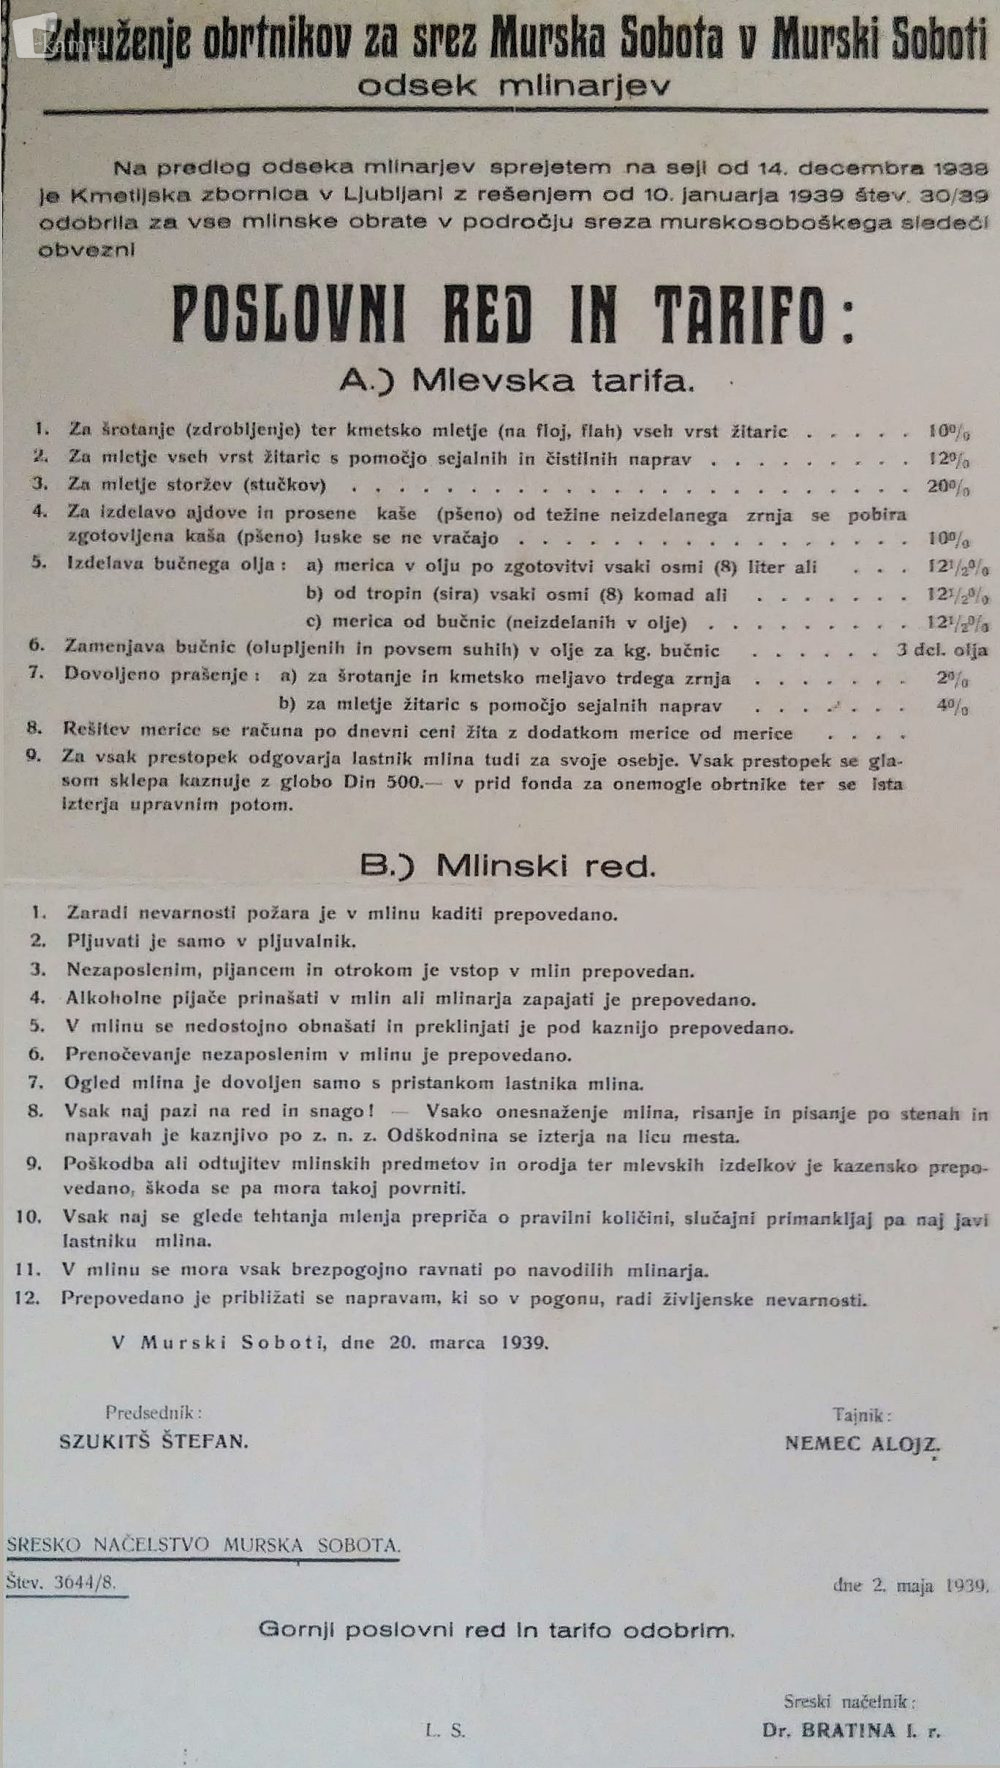 Združenje obrtnikov za srez Murska Sobota v Murski Soboti
odsek mlinarjev
Na predlog odseka mlinarjev sprejetem na seji od 14. decembra 1938
je Kmetijska zbornica v Ljubljani z rešenjem od 10. januarja 1939 štev. 30/39
odobrila za vse mlinske obrate v področju sreza murskosoboškega sledeči
obvezni
POSLOVNI RED IN TARIFO:
A.) Mlevska tarifa.
1. Za šrotanje (zdrobljenje) ter kmetsko mletje (na floj, flah) vseh vrst žitaric . . . . . 10%
2. Za mletje vseh vrst žitaric s pomočjo sejalnih in čistilnih naprav . . . . . . . . . 12%
3. Za mletje storžev (stučkov) . . . . . . . . . . . . . . . . . . . . . . 20%
4. Za izdelavo ajdove in prosene kaše (pšeno) od težine neizdelanega zrnja se pobira
zgotovljena kaša (pšeno) luske se ne vračajo . . . . . . . . . . . . . . . . 10%
5. Izdelava bučnega olja: a) merica v olju po zgotovitvi vsaki osmi (8) liter ali . . . 12½%
b) od tropin (sira) vsaki osmi (8) komad ali . . . . . . . 12½%
c) merica od bučnic (neizdelanih v olje) . . . . . . . . . 12½%
6. Zamenjava bučnic (olupljenih in povsem suhih) v olje za kg. bučnic . . . . . . 3 dcl. olja
7. Dovoljeno prašenje: a) za šrotanje in kmetsko meljavo trdega zrnja . . . . . . . 2%
b) za mletje žitaric s pomočjo sejalnih naprav . . . . . . . 4%
8. Rešitev merice se računa po dnevni ceni žita z dodatkom merice od merice . . . .
9. Za vsak prestopek odgovarja lastnik mlina tudi za svoje osebje. Vsak prestopek se gla-
som sklepa kaznuje z globo Din 500.— v prid fonda za onemogle obrtnike ter se ista
izterja upravnim potom.
B.) Mlinski red.
1. Zaradi nevarnosti požara je v mlinu kaditi prepovedano.
2. Pljuvati je samo v pljuvalnik.
3. Nezaposlenim, pijancem in otrokom je vstop v mlin prepovedan.
4. Alkoholne pijače prinašati v mlin ali mlinarja zapajati je prepovedano.
5. V mlinu se nedostojno obnašati in preklinjati je pod kaznijo prepovedano.
6. Prenočevanje nezaposlenim v mlinu je prepovedano.
7. Ogled mlina je dovoljen samo s pristankom lastnika mlina.
8. Vsak naj pazi na red in snago! — Vsako onesnaženje mlina, risanje in pisanje po stenah in
napravah je kaznjivo po z. n. z. Odškodnina se izterja na licu mesta.
9. Poškodba ali odtujitev mlinskih predmetov in orodja ter mlevskih izdelkov je kazensko prepo-
vedano, škoda se pa mora takoj povrniti.
10. Vsak naj se glede tehtanja mlenja prepriča o pravilni količini, slučajni primankljaj pa naj javi
lastniku mlina.
11. V mlinu se mora vsak brezpogojno ravnati po navodilih mlinarja.
12. Prepovedano je približati se napravam, ki so v pogonu, radi življenske nevarnosti.
V Murski Soboti, dne 20. marca 1939.
Predsednik:
SZUKITŠ ŠTEFAN.
Tajnik:
NEMEC ALOJZ.
SRESKO NAČELSTVO MURSKA SOBOTA.
Štev. 3644/8.
dne 2. maja 1939.
Gornji poslovni red in tarifo odobrim.
Sreski načelnik:
L. S.
Dr. BRATINA l. r.
kamra